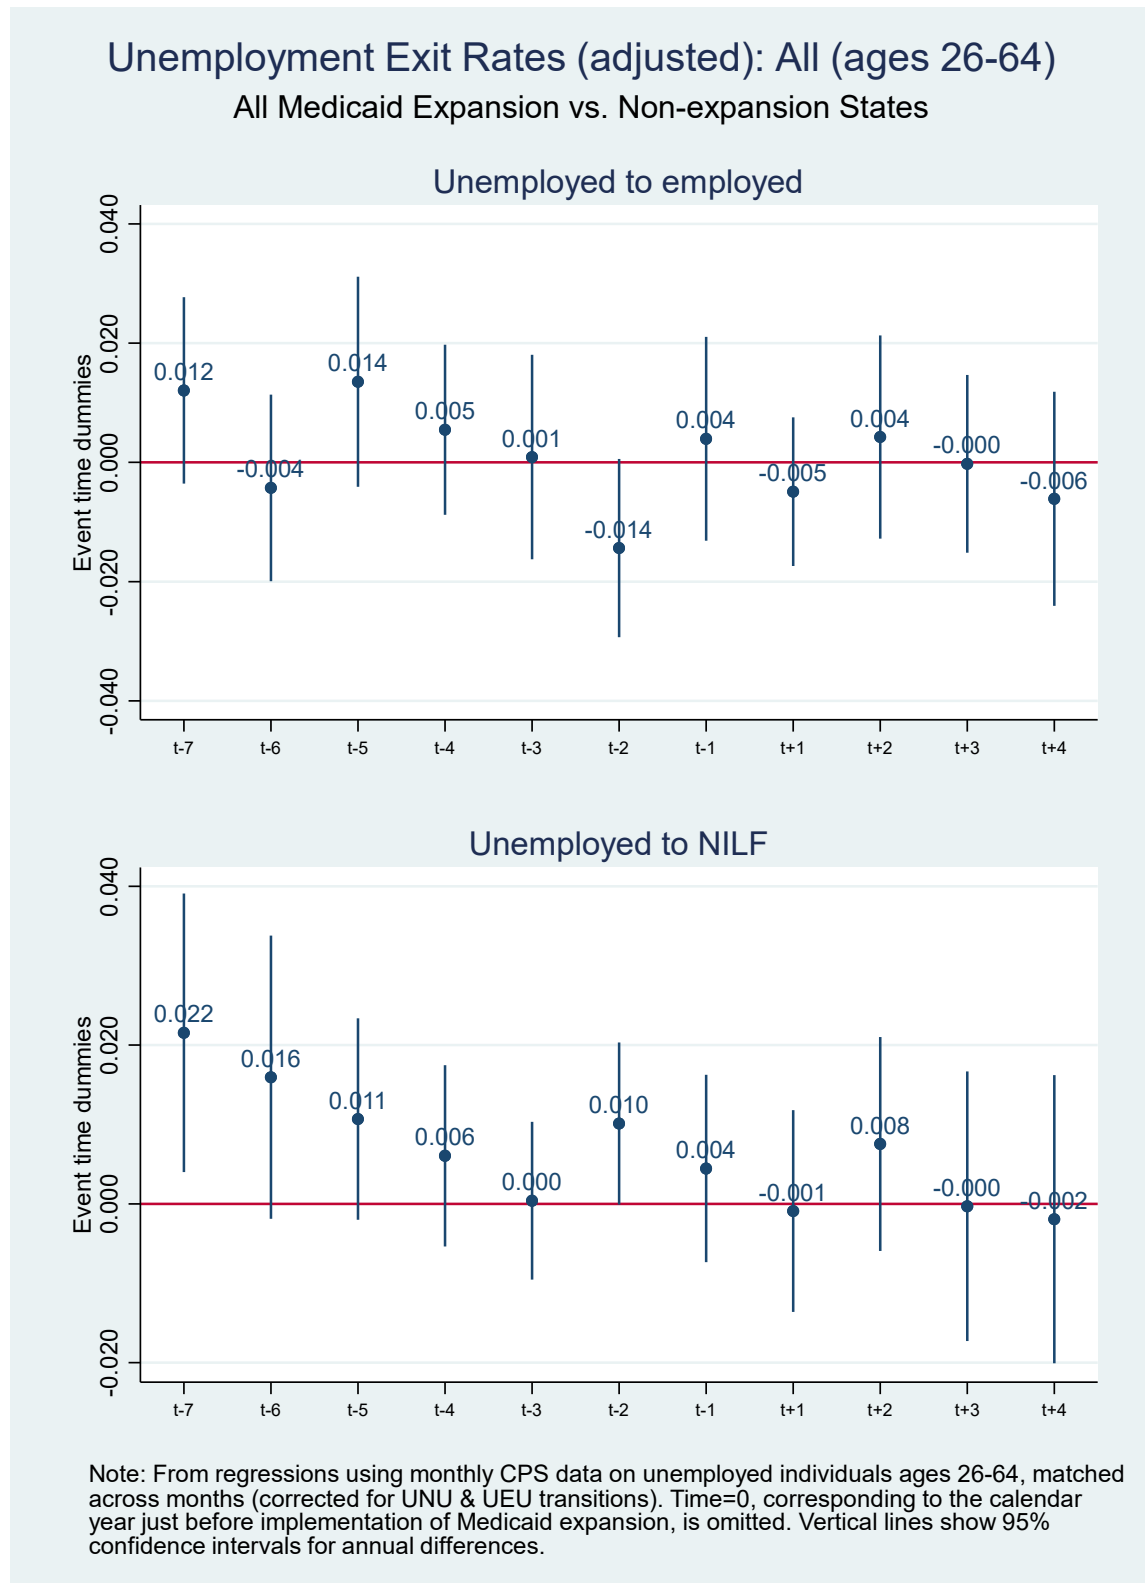 Unemployment Exit Rates (adjusted): All (ages 26-64)
All Medicaid Expansion vs. Non-expansion States
Unemployed to employed
Event time dummies
0.040
0.020
0.000
-0.020
-0.040
0.012
-0.004
0.014
0.005
0.001
-0.014
0.004
-0.005
0.004
-0.000
-0.006
t-7
t-6
t-5
t-4
t-3
t-2
t-1
t+1
t+2
t+3
t+4
Unemployed to NILF
Event time dummies
0.040
0.020
0.000
-0.020
0.022
0.016
0.011
0.006
0.000
0.010
0.004
-0.001
0.008
-0.000
-0.002
t-7
t-6
t-5
t-4
t-3
t-2
t-1
t+1
t+2
t+3
t+4
Note: From regressions using monthly CPS data on unemployed individuals ages 26-64, matched
across months (corrected for UNU & UEU transitions). Time=0, corresponding to the calendar
year just before implementation of Medicaid expansion, is omitted. Vertical lines show 95%
confidence intervals for annual differences.